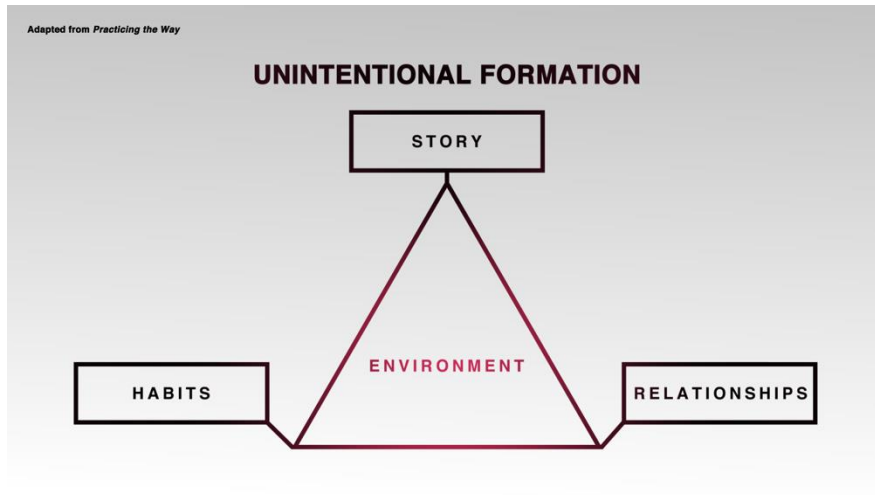 Adapted from Practicing the Way
UNINTENTIONAL FORMATION
STORY
ENVIRONMENT
HABITS
RELATIONSHIPS